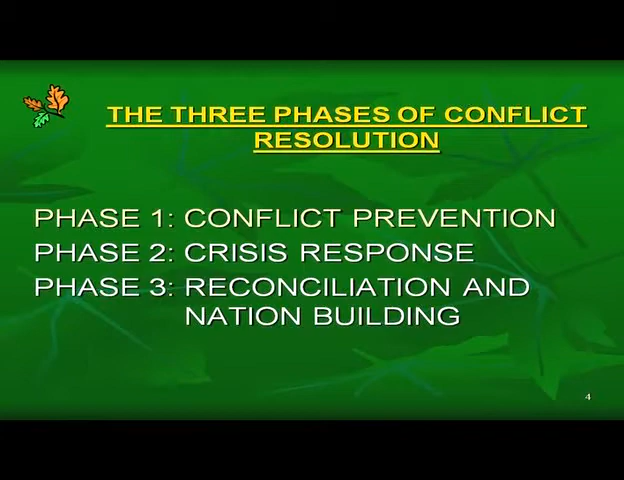 THE THREE PHASES OF CONFLICT
RESOLUTION
PHASE 1: CONFLICT PREVENTION
PHASE 2: CRISIS RESPONSE
PHASE 3: RECONCILIATION AND
NATION BUILDING
4